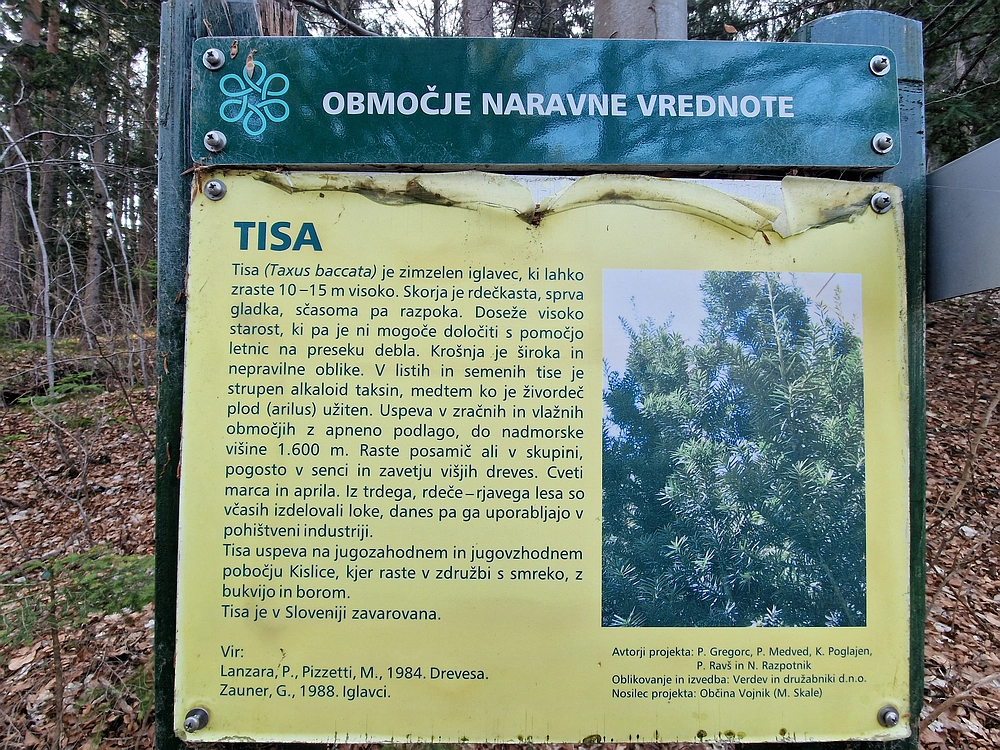 OBMOČJE NARAVNE VREDNOTE
TISA
Tisa (Taxus baccata) je zimzelen iglavec, ki lahko
zraste 10–15 m visoko. Skorja je rdečkasta, sprva
gladka, sčasoma pa razpoka. Doseže visoko
starost, ki pa je ni mogoče določiti s pomočjo
letnic na preseku debla. Krošnja je široka in
nepravilne oblike. V listih in semenih tise je
strupen alkaloid taksin, medtem ko je živordeč
plod (arilus) užiten. Uspeva v zračnih in vlažnih
območjih z apneno podlago, do nadmorske
višine 1.600 m. Raste posamič ali v skupini,
pogosto v senci in zavetju višjih dreves. Cveti
marca in aprila. Iz trdega, rdeče–rjavega lesa so
včasih izdelovali loke, danes pa ga uporabljajo v
pohištveni industriji.
Tisa uspeva na jugozahodnem in jugovzhodnem
pobočju Kislice, kjer raste v združbi s smreko, z
bukvijo in borom.
Tisa je v Sloveniji zavarovana.
Vir:
Lanzara, P., Pizzetti, M., 1984. Drevesa.
Zauner, G., 1988. Iglavci.
Avtorji projekta: P. Gregorc, P. Medved, K. Poglajen,
P. Ravš in N. Razpotnik
Oblikovanje in izvedba: Verdev in družabniki d.n.o.
Nosilec projekta: Občina Vojnik (M. Skale)